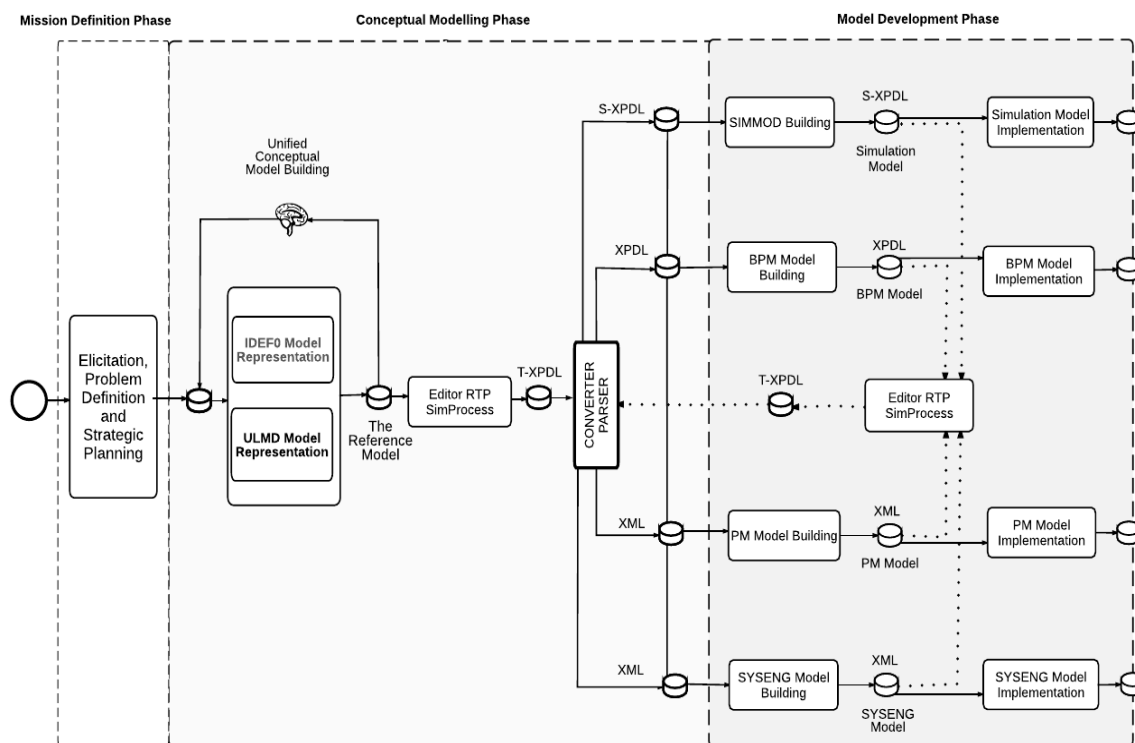 Mission Definition Phase
Conceptual Modelling Phase
Model Development Phase
Unified
Conceptual
Model Building
Elicitation,
Problem
Definition
and
Strategic
Planning
IDEF0 Model
Representation
ULMD Model
Representation
The
Reference
Model
Editor RTP
SimProcess
T-XPDL
CONVERTER
PARSER
S-XPDL
SIMMOD Building
S-XPDL
Simulation
Model
Simulation Model
Implementation
XPDL
BPM Model
Building
XPDL
BPM Model
BPM Model
Implementation
T-XPDL
Editor RTP
SimProcess
XML
PM Model Building
XML
PM Model
PM Model
Implementation
XML
SYSENG Model
Building
XML
SYSENG
Model
SYSENG Model
Implementation